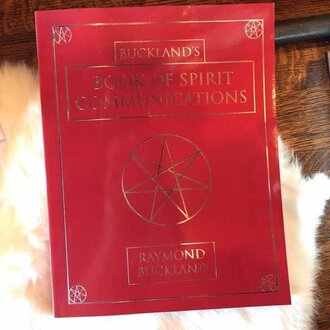 BUCKLAND'S
BOOK OF SPIRIT
COMMUNICATIONS
RAYMOND
BUCKLAND